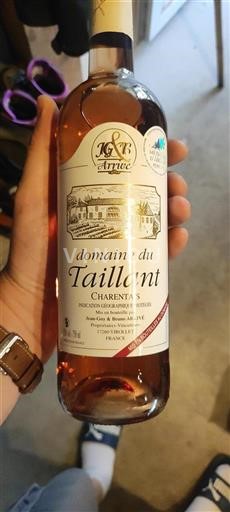 JG & B
Arrivé
domaine du
Taillant
CHARENTAIS
INDICATION GÉOGRAPHIQUE PROTÉGÉE
Mis en bouteille par
Jean-Guy & Bruno ARRIVÉ
Propriétaires-Viticulteurs
17260 VIROLLET
FRANCE